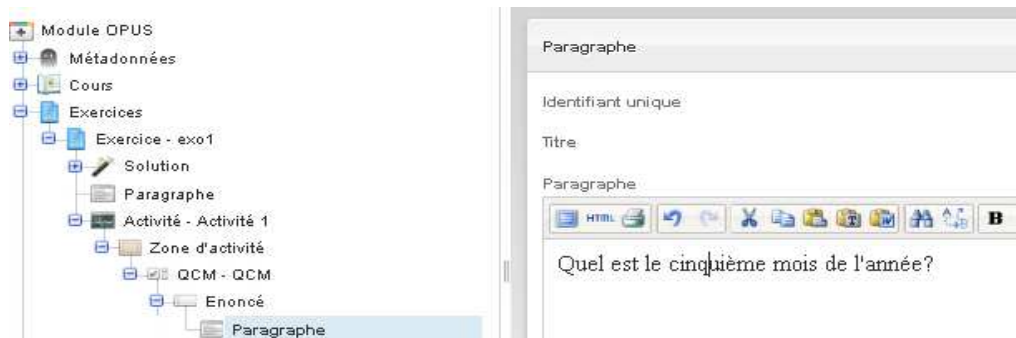 Module OPUS
Métadonnées
Cours
Exercices
Exercice - exo1
Solution
Paragraphe
Activité - Activité 1
Zone d'activité
QCM - QCM
Enoncé
Paragraphe
Paragraphe
Identifiant unique
Titre
Paragraphe
HTML B
Quel est le cinquième mois de l'année?